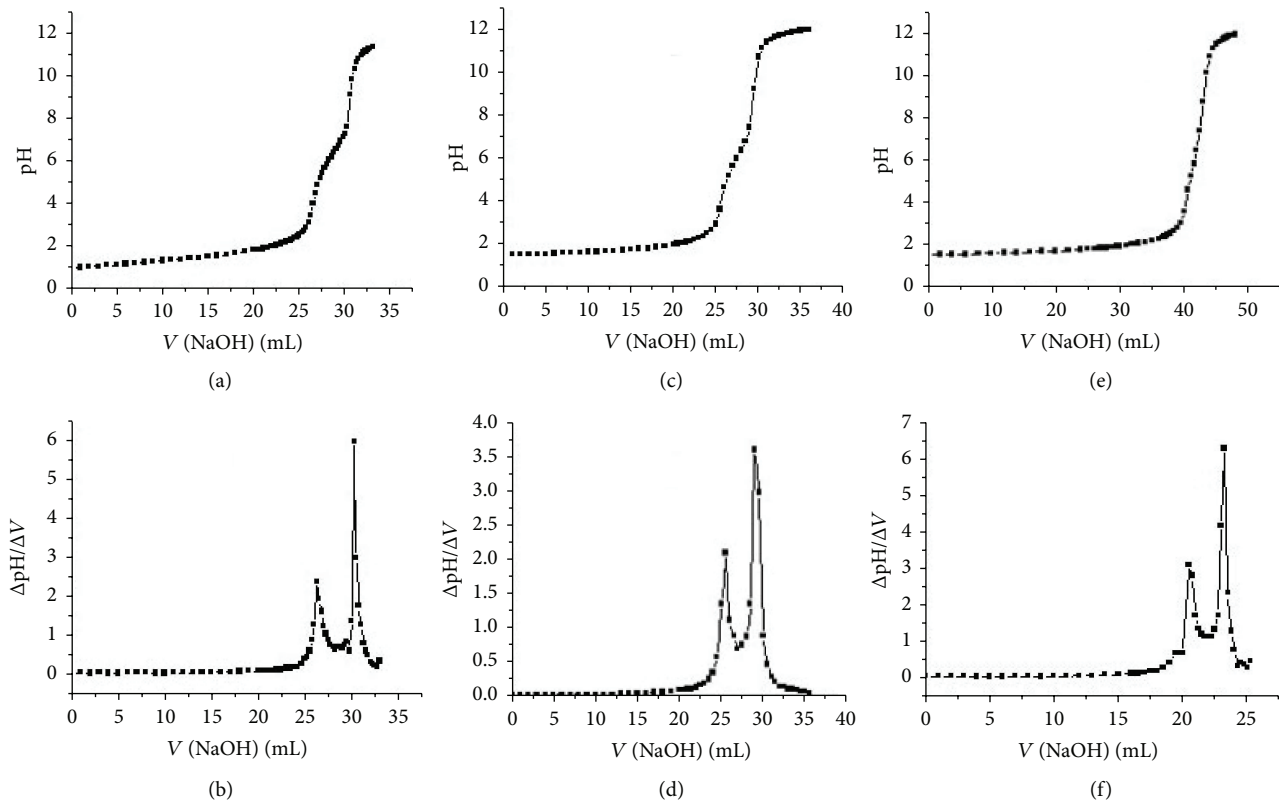 12
10
8
6
4
2
0
pH
0 5 10 15 20 25 30 35
V (NaOH) (mL)
(a)
12
10
8
6
4
2
0
pH
0 5 10 15 20 25 30 35 40
V (NaOH) (mL)
(c)
12
10
8
6
4
2
0
pH
0 10 20 30 40 50
V (NaOH) (mL)
(e)
6
5
4
3
2
1
0
ΔpH/ΔV
0 5 10 15 20 25 30 35
V (NaOH) (mL)
(b)
4.0
3.5
3.0
2.5
2.0
1.5
1.0
0.5
0.0
ΔpH/ΔV
0 5 10 15 20 25 30 35 40
V (NaOH) (mL)
(d)
7
6
5
4
3
2
1
0
ΔpH/ΔV
0 5 10 15 20 25
V (NaOH) (mL)
(f)